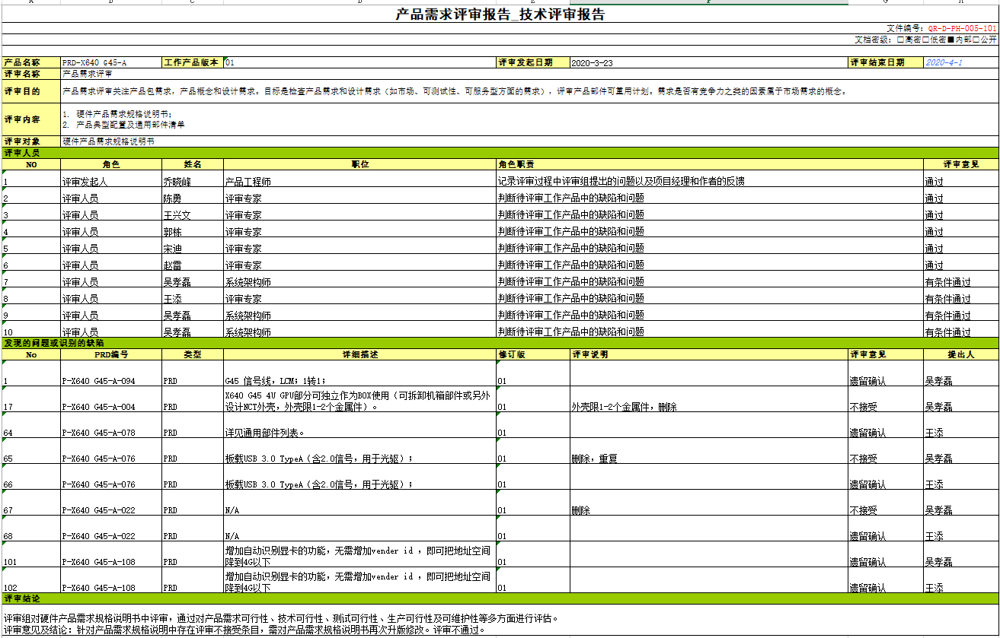 产品需求评审报告_技术评审报告
文件编号: QR-D-PH-005-101
文档密级: □高密□低密■内部□公开
产品名称 PRD-X640 G45-A 工作产品版本 01 评审发起日期 2020-3-23 评审结束日期 2020-4-1
评审名称 产品需求评审
评审目的 产品需求评审关注产品包需求，产品概念和设计需求。目标是检查产品需求和设计需求（如市场、可测试性、可服务型方面的需求），评审产品部件可重用计划。需求是否有竞争力之类的因素属于市场需求的概念。
评审内容 1. 硬件产品需求规格说明书;
2. 产品典型配置及通用部件清单
评审对象 硬件产品需求规格说明书
评审人员
NO 角色 姓名 职位 角色职责 评审意见
1 评审发起人 乔晓峰 产品工程师 记录评审过程中评审组提出的问题以及项目经理和作者的反馈 通过
2 评审人员 陈勇 评审专家 判断待评审工作产品中的缺陷和问题 通过
3 评审人员 王兴文 评审专家 判断待评审工作产品中的缺陷和问题 通过
4 评审人员 郭栋 评审专家 判断待评审工作产品中的缺陷和问题 通过
5 评审人员 宋迪 评审专家 判断待评审工作产品中的缺陷和问题 通过
6 评审人员 赵雷 评审专家 判断待评审工作产品中的缺陷和问题 通过
7 评审人员 吴孝磊 系统架构师 判断待评审工作产品中的缺陷和问题 有条件通过
8 评审人员 王添 评审专家 判断待评审工作产品中的缺陷和问题 有条件通过
9 评审人员 吴孝磊 系统架构师 判断待评审工作产品中的缺陷和问题 有条件通过
10 评审人员 吴孝磊 系统架构师 判断待评审工作产品中的缺陷和问题 有条件通过
发现的问题或识别的缺陷
No PRD编号 类型 详细描述 修订版 评审说明 评审意见 提出人
1 P-X640 G45-A-094 PRD G45 信号线，LCM；1转1； 01 遗留确认 吴孝磊
17 P-X640 G45-A-004 PRD X640 G45 4U GPU部分可独立作为BOX使用（可拆卸机箱部件或另外
设计NCT外壳，外壳限1-2个金属件）。 01 外壳限1-2个金属件，删除 不接受 吴孝磊
64 P-X640 G45-A-078 PRD 详见通用部件列表。 01 遗留确认 王添
65 P-X640 G45-A-076 PRD 板载USB 3.0 TypeA（含2.0信号，用于光驱）； 01 删除，重复 不接受 吴孝磊
66 P-X640 G45-A-076 PRD 板载USB 3.0 TypeA（含2.0信号，用于光驱）； 01 遗留确认 王添
67 P-X640 G45-A-022 PRD N/A 01 删除 不接受 吴孝磊
68 P-X640 G45-A-022 PRD N/A 01 遗留确认 王添
101 P-X640 G45-A-108 PRD 增加自动识别显卡的功能，无需增加vender id ，即可把地址空间
降到4G以下 01 遗留确认 吴孝磊
102 P-X640 G45-A-108 PRD 增加自动识别显卡的功能，无需增加vender id ，即可把地址空间
降到4G以下 01 遗留确认 王添
评审结论
评审组对硬件产品需求规格说明书中评审，通过对产品需求可行性、技术可行性、测试可行性、生产可行性及可维护性等多方面进行评估。
评审意见及结论：针对产品需求规格说明中存在评审不接受条目，需对产品需求规格说明书再次升版修改。评审不通过。